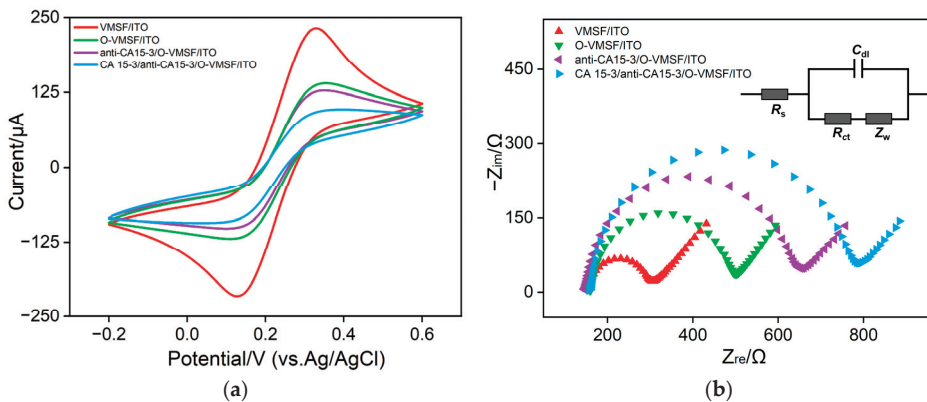 VMSF/ITO
O-VMSF/ITO
anti-CA15-3/O-VMSF/ITO
CA 15-3/anti-CA15-3/O-VMSF/ITO
250
125
0
−125
−250
Current/μA
−0.2
0.0
0.2
0.4
0.6
Potential/V (vs.Ag/AgCl)
(a)
VMSF/ITO
O-VMSF/ITO
anti-CA15-3/O-VMSF/ITO
CA 15-3/anti-CA15-3/O-VMSF/ITO
Cdl
Rs
Rct
Zw
450
300
150
0
−Zim/Ω
200
400
600
800
Zre/Ω
(b)